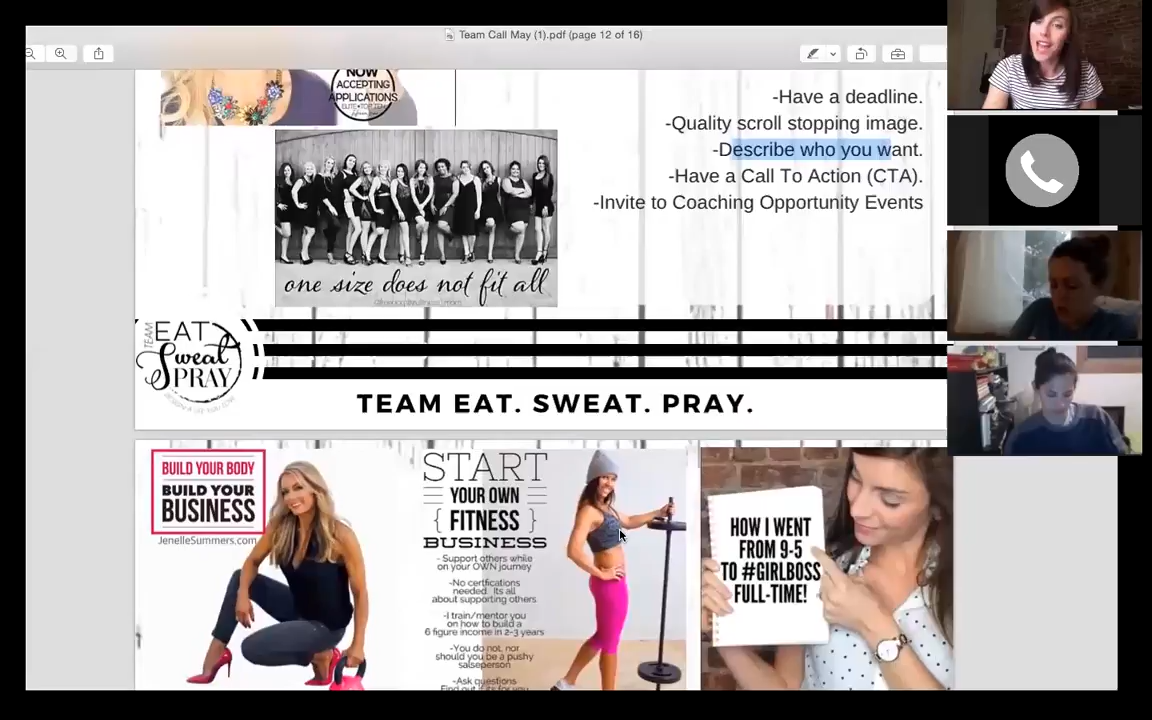 Team Call May (1).pdf (page 12 of 16)
NOW
ACCEPTING
APPLICATIONS
-Have a deadline.
-Quality scroll stopping image.
-Describe who you want.
-Have a Call To Action (CTA).
-Invite to Coaching Opportunity Events
one size does not fit all
TEAM
EAT
Sweat
PRAY
TEAM EAT. SWEAT. PRAY.
BUILD YOUR BODY
BUILD YOUR
BUSINESS
JenelleSummers.com
START
YOUR OWN
{ FITNESS }
BUSINESS
- Support others while
on your OWN journey
-No certfications
needed. Its all
about supporting others
-I train/mentor you
on how to build a
6 figure income in 2-3 years
-You do not, nor
should you be a pushy
salseperson
-Ask questions
HOW I WENT
FROM 9-5
TO #GIRLBOSS
FULL-TIME!